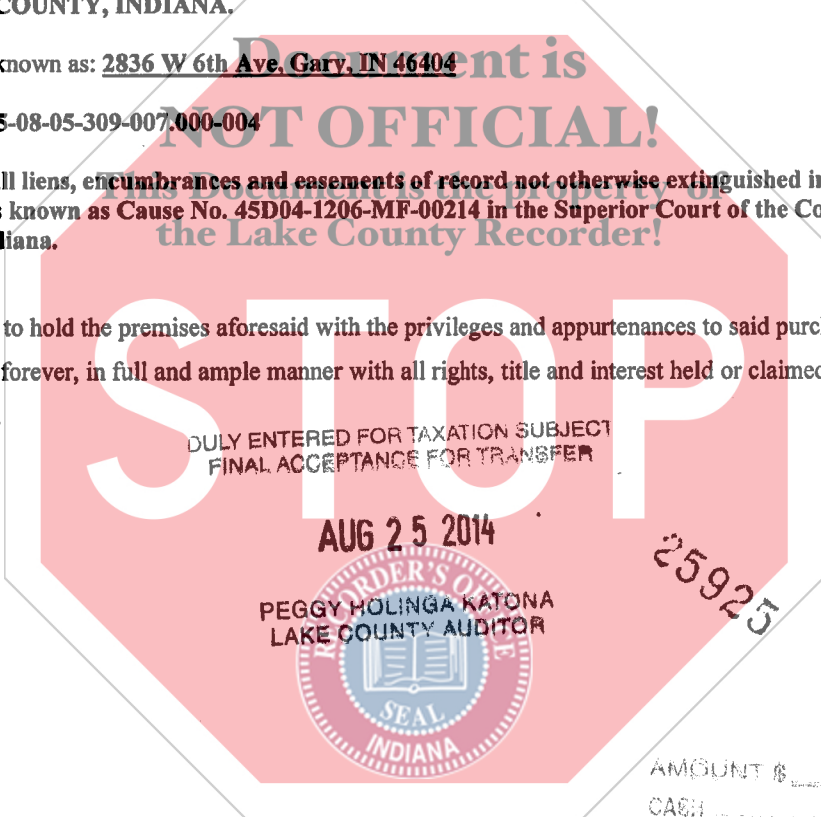 COUNTY, INDIANA.
known as: 2836 W 6th Ave, Gary, IN 46404
5-08-05-309-007.000-004
ll liens, encumbrances and easements of record not otherwise extinguished in
s known as Cause No. 45D04-1206-MF-00214 in the Superior Court of the Co
diana.
Document is
NOT OFFICIAL!
This Document is the property of
the Lake County Recorder!
to hold the premises aforesaid with the privileges and appurtenances to said purc
forever, in full and ample manner with all rights, title and interest held or claimed
STOP
DULY ENTERED FOR TAXATION SUBJECT
FINAL ACCEPTANCE FOR TRANSFER
AUG 25 2014
25925
PEGGY HOLINGA KATONA
LAKE COUNTY AUDITOR
RECORDER'S OFFICE
SEAL
INDIANA
AMOUNT $
CASH